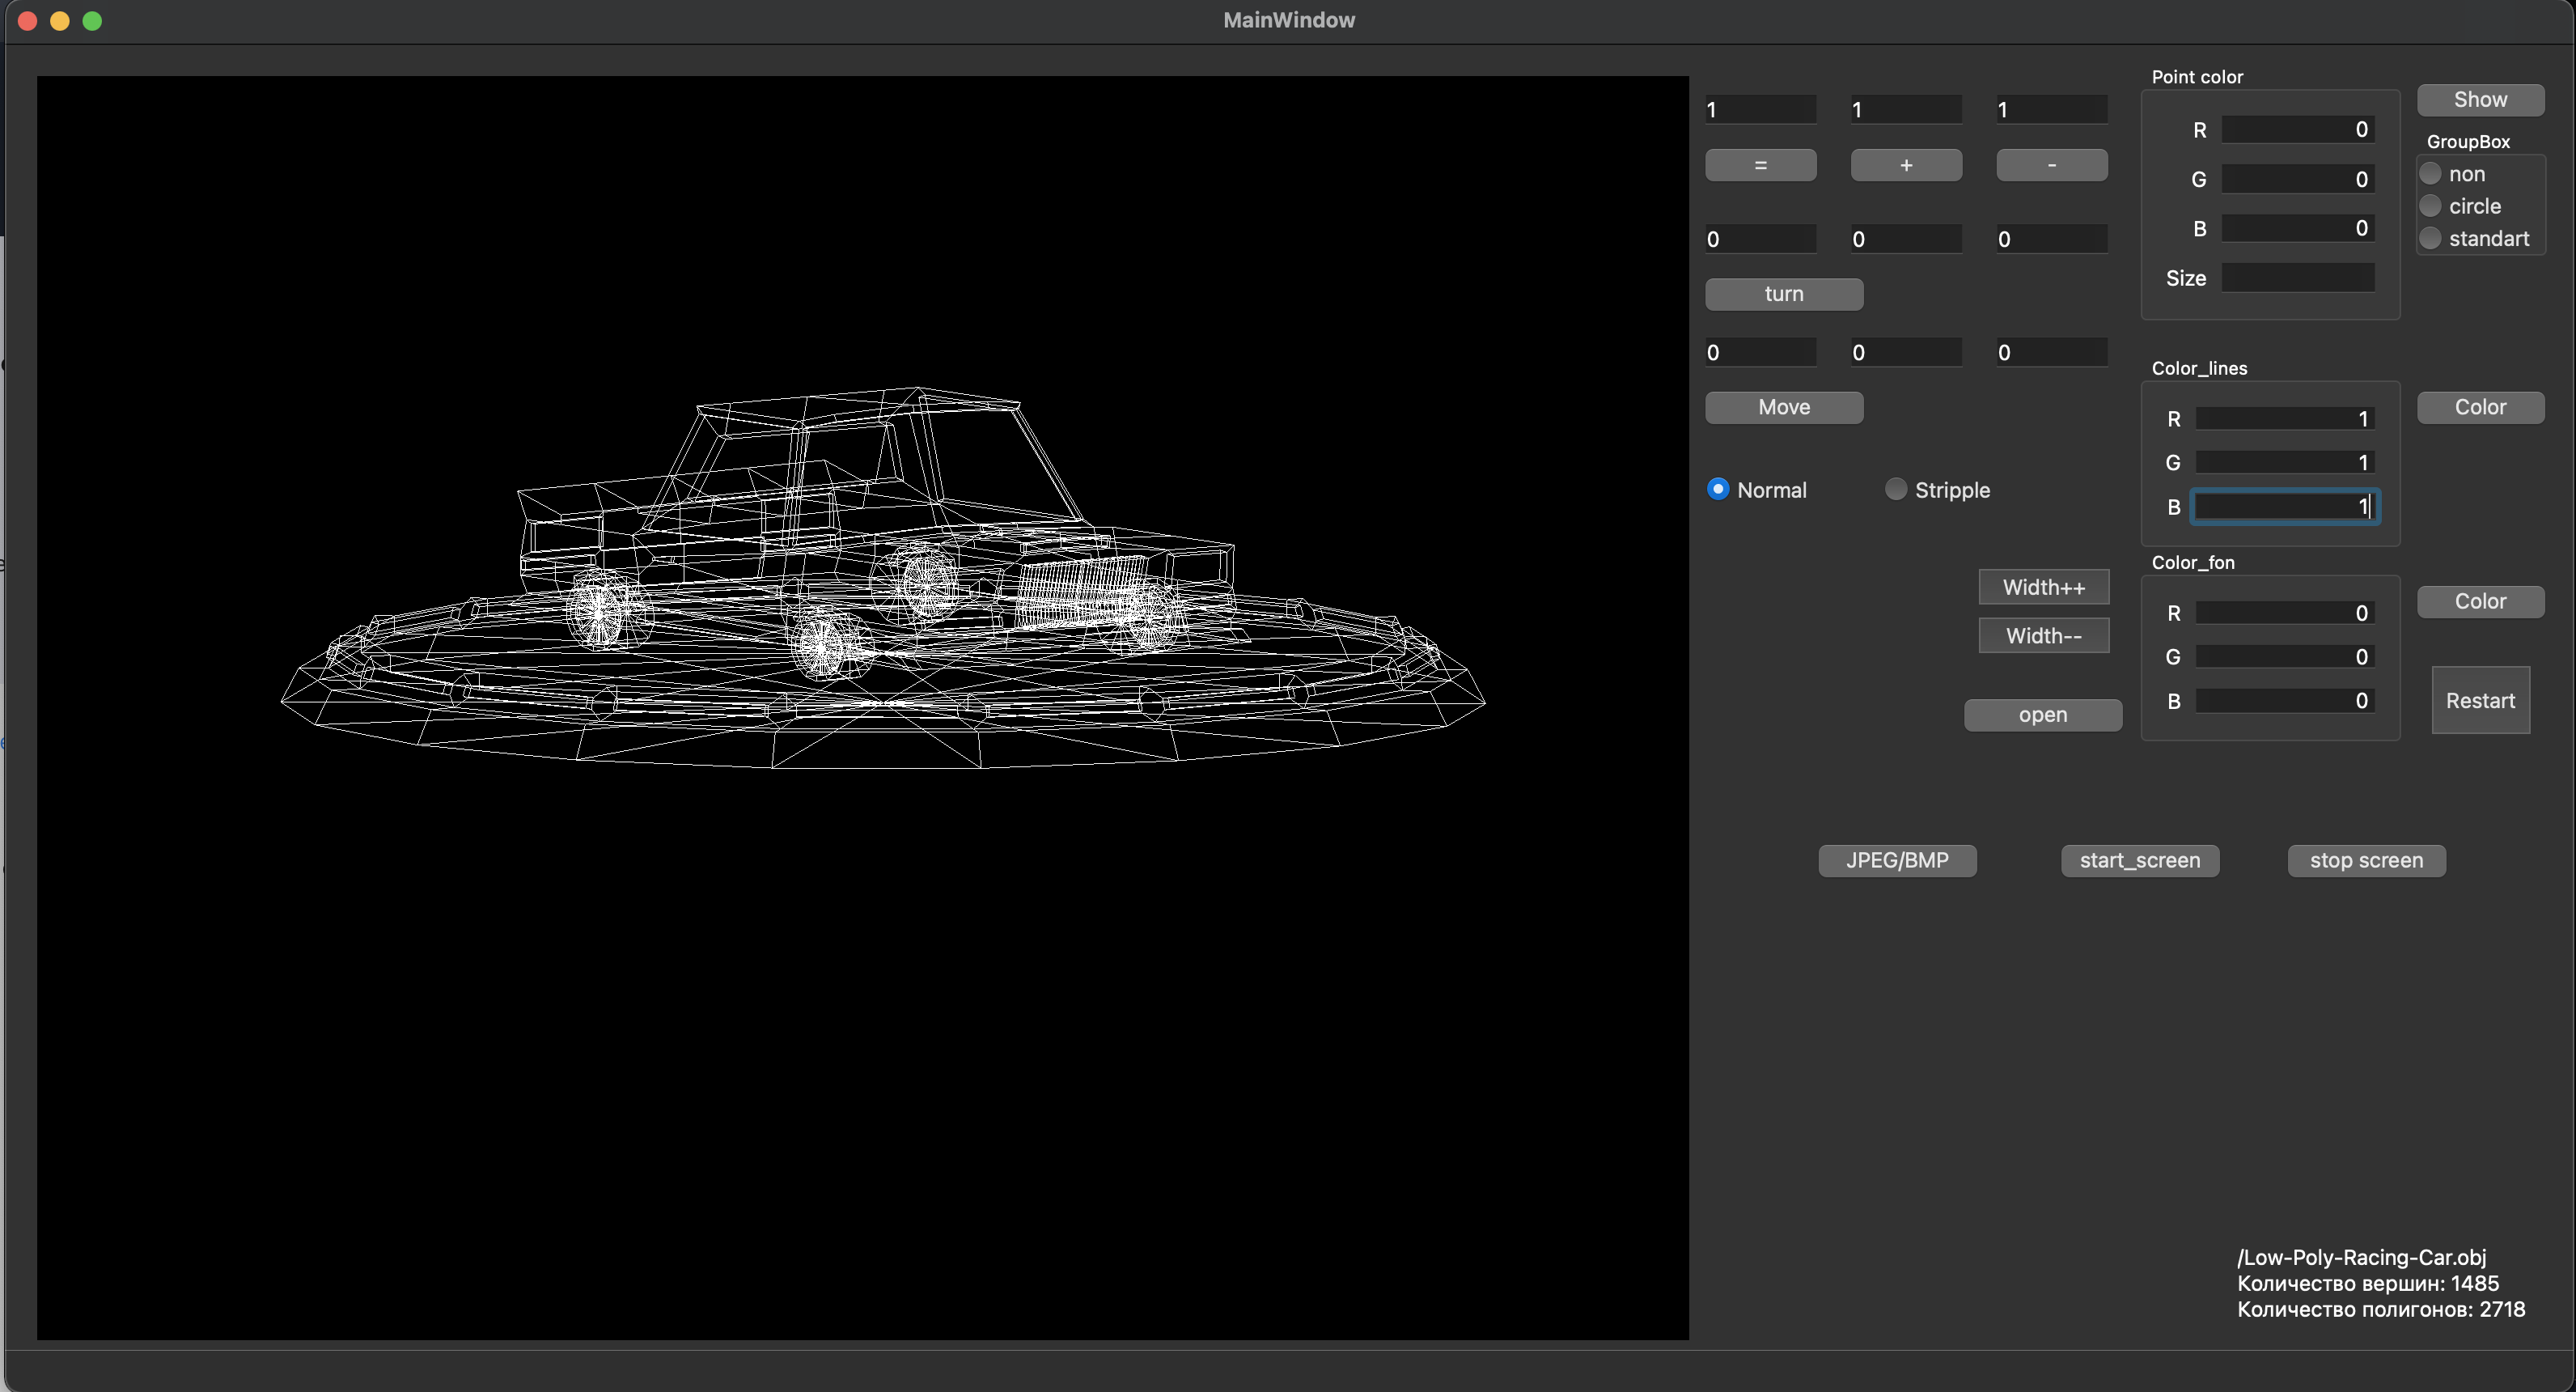 MainWindow
1 1 1
= + -
0 0 0
turn
0 0 0
Move
Normal Stripple
Width++
Width--
open
Point color
R 0
G 0
B 0
Size
Show
GroupBox
non
circle
standart
Color_lines
R 1
G 1
B 1
Color
Color_fon
R 0
G 0
B 0
Color
Restart
JPEG/BMP start_screen stop screen
/Low-Poly-Racing-Car.obj
Количество вершин: 1485
Количество полигонов: 2718